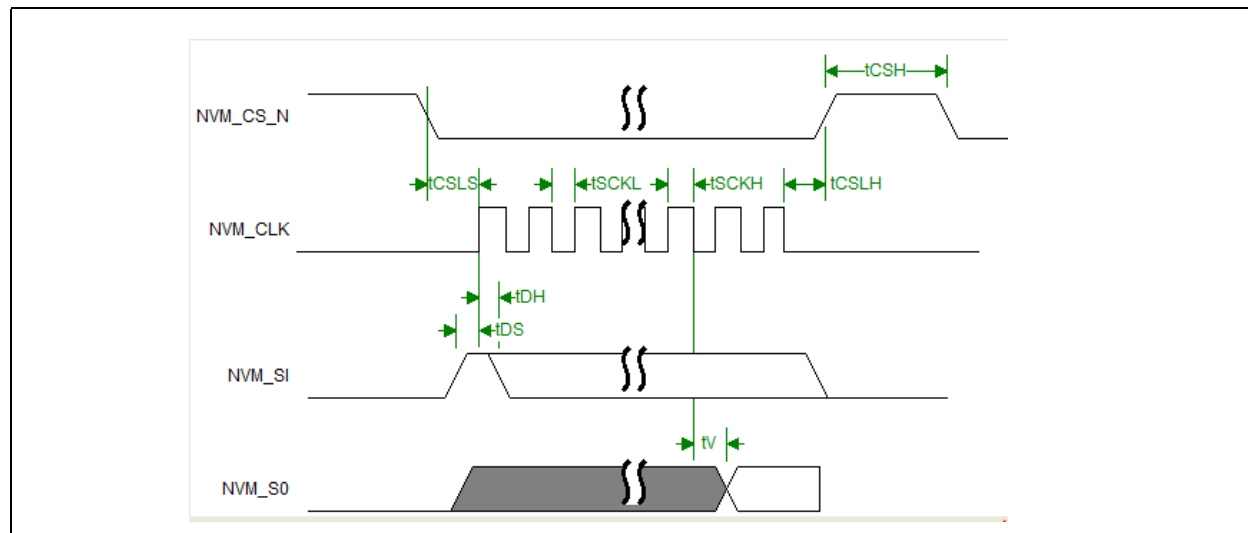 tCSH
NVM_CS_N
tCSLS tSCKL tSCKH tCSLH
NVM_CLK
tDH
tDS
NVM_SI
tV
NVM_S0